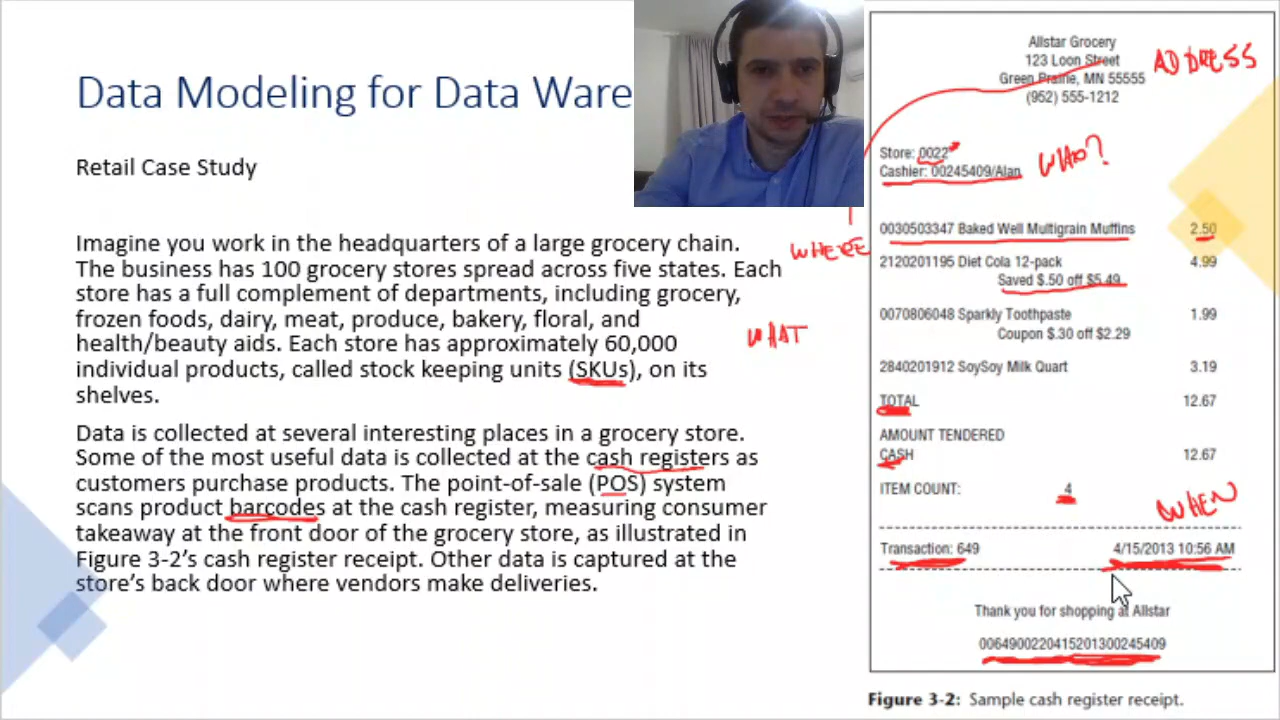 Data Modeling for Data Ware
Retail Case Study
Imagine you work in the headquarters of a large grocery chain.
The business has 100 grocery stores spread across five states. Each
store has a full complement of departments, including grocery,
frozen foods, dairy, meat, produce, bakery, floral, and
health/beauty aids. Each store has approximately 60,000
individual products, called stock keeping units (SKUs), on its
shelves.
Data is collected at several interesting places in a grocery store.
Some of the most useful data is collected at the cash registers as
customers purchase products. The point-of-sale (POS) system
scans product barcodes at the cash register, measuring consumer
takeaway at the front door of the grocery store, as illustrated in
Figure 3-2's cash register receipt. Other data is captured at the
store's back door where vendors make deliveries.
WHERE
WHAT
Allstar Grocery
123 Loon Street
Green Prairie, MN 55555
(952) 555-1212
ADDRESS
Store: 0022
Cashier: 00245409/Alan
WHO?
0030503347 Baked Well Multigrain Muffins 2.50
2120201195 Diet Cola 12-pack 4.99
Saved $.50 off $5.49
0070806048 Sparkly Toothpaste 1.99
Coupon $.30 off $2.29
2840201912 SoySoy Milk Quart 3.19
TOTAL 12.67
AMOUNT TENDERED
CASH 12.67
ITEM COUNT: 4
WHEN
Transaction: 649 4/15/2013 10:56 AM
Thank you for shopping at Allstar
0064900220415201300245409
Figure 3-2: Sample cash register receipt.